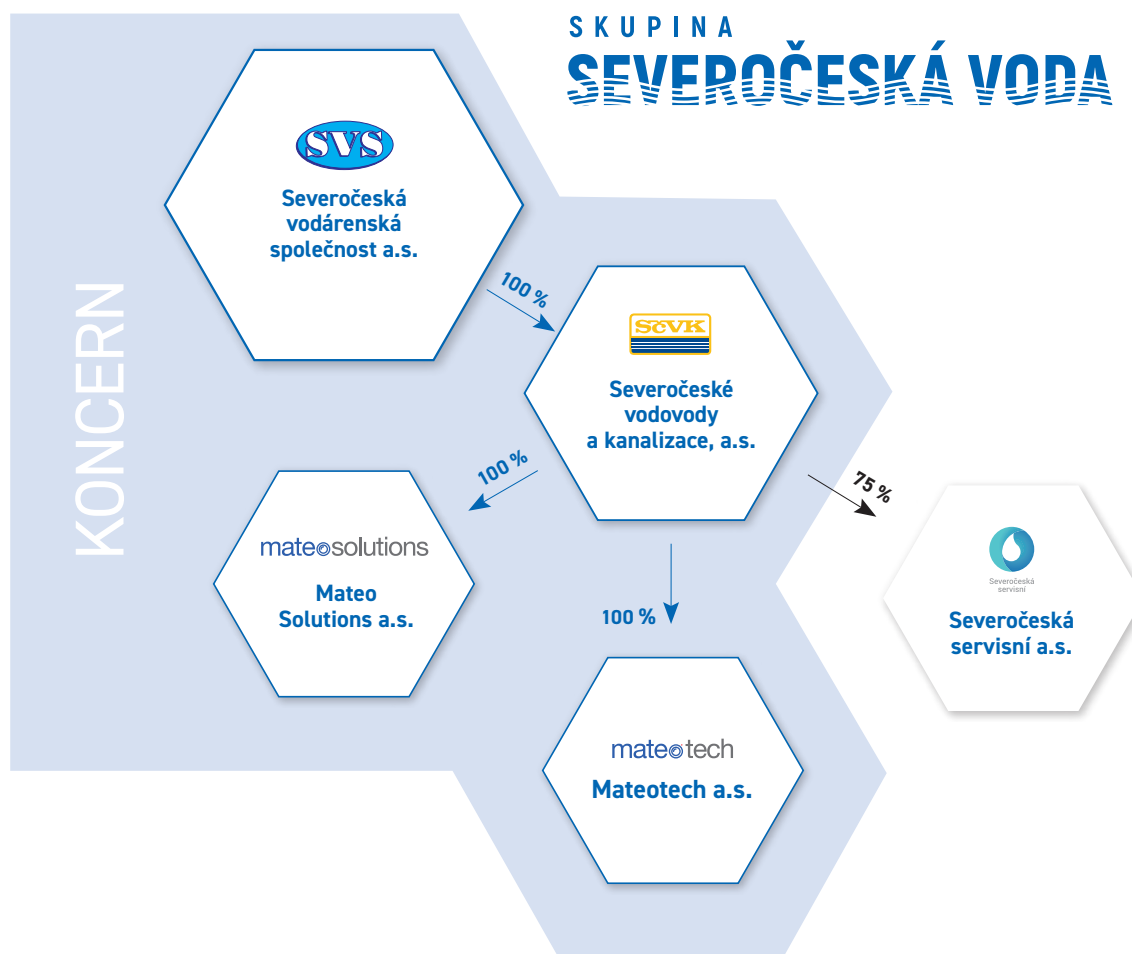 SKUPINA
SEVEROČESKÁ VODA
KONCERN
SVS
Severočeská
vodárenská
společnost a.s.
100 %
SčVK
Severočeské
vodovody
a kanalizace, a.s.
100 %
75 %
mateosolutions
Mateo
Solutions a.s.
100 %
Severočeská
servisní
Severočeská
servisní a.s.
mateotech
Mateotech a.s.